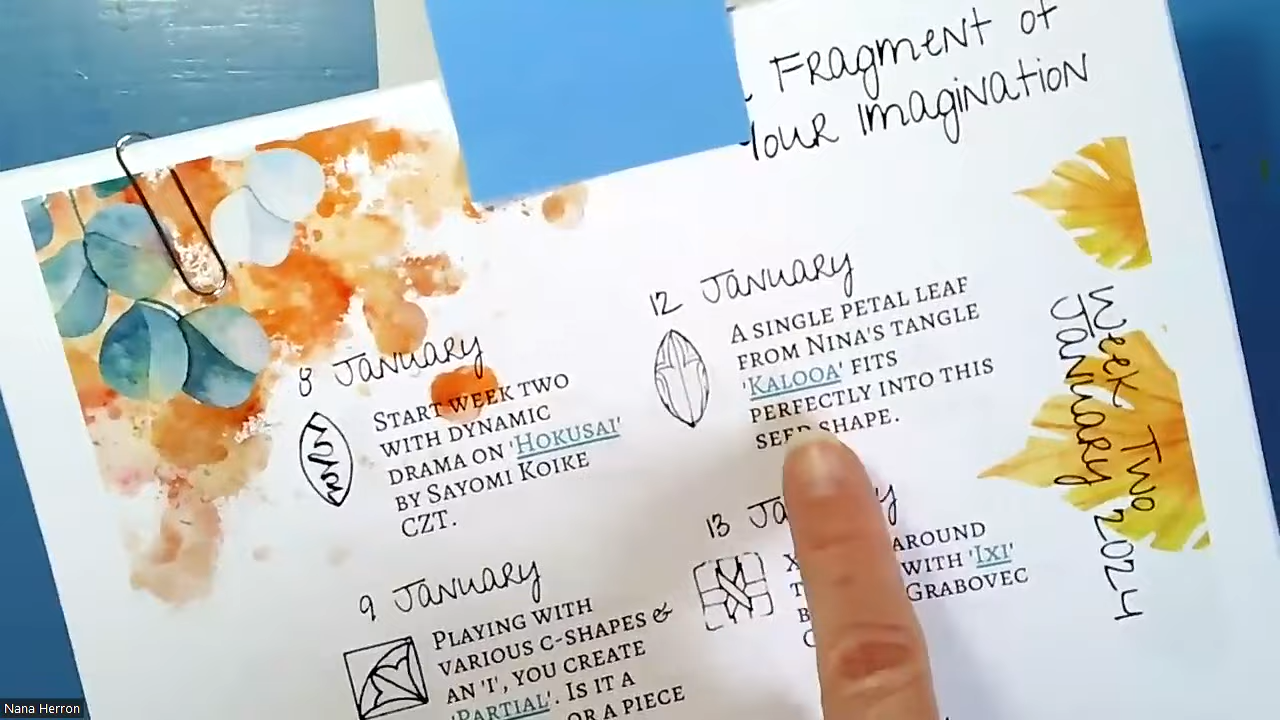 Fragment of
Your Imagination
8 January
Start week two
with dynamic
drama on 'Hokusai'
by Sayomi Koike
CZT.
9 January
Playing with
various C-shapes &
an 'I', you create
'Partial'. Is it a
or a piece
12 January
A single petal leaf
from Nina's tangle
'Kalooa' fits
perfectly into this
seed shape.
13
around
with 'Ixi'
Grabovec
Week Two
January 2024
Nana Herron